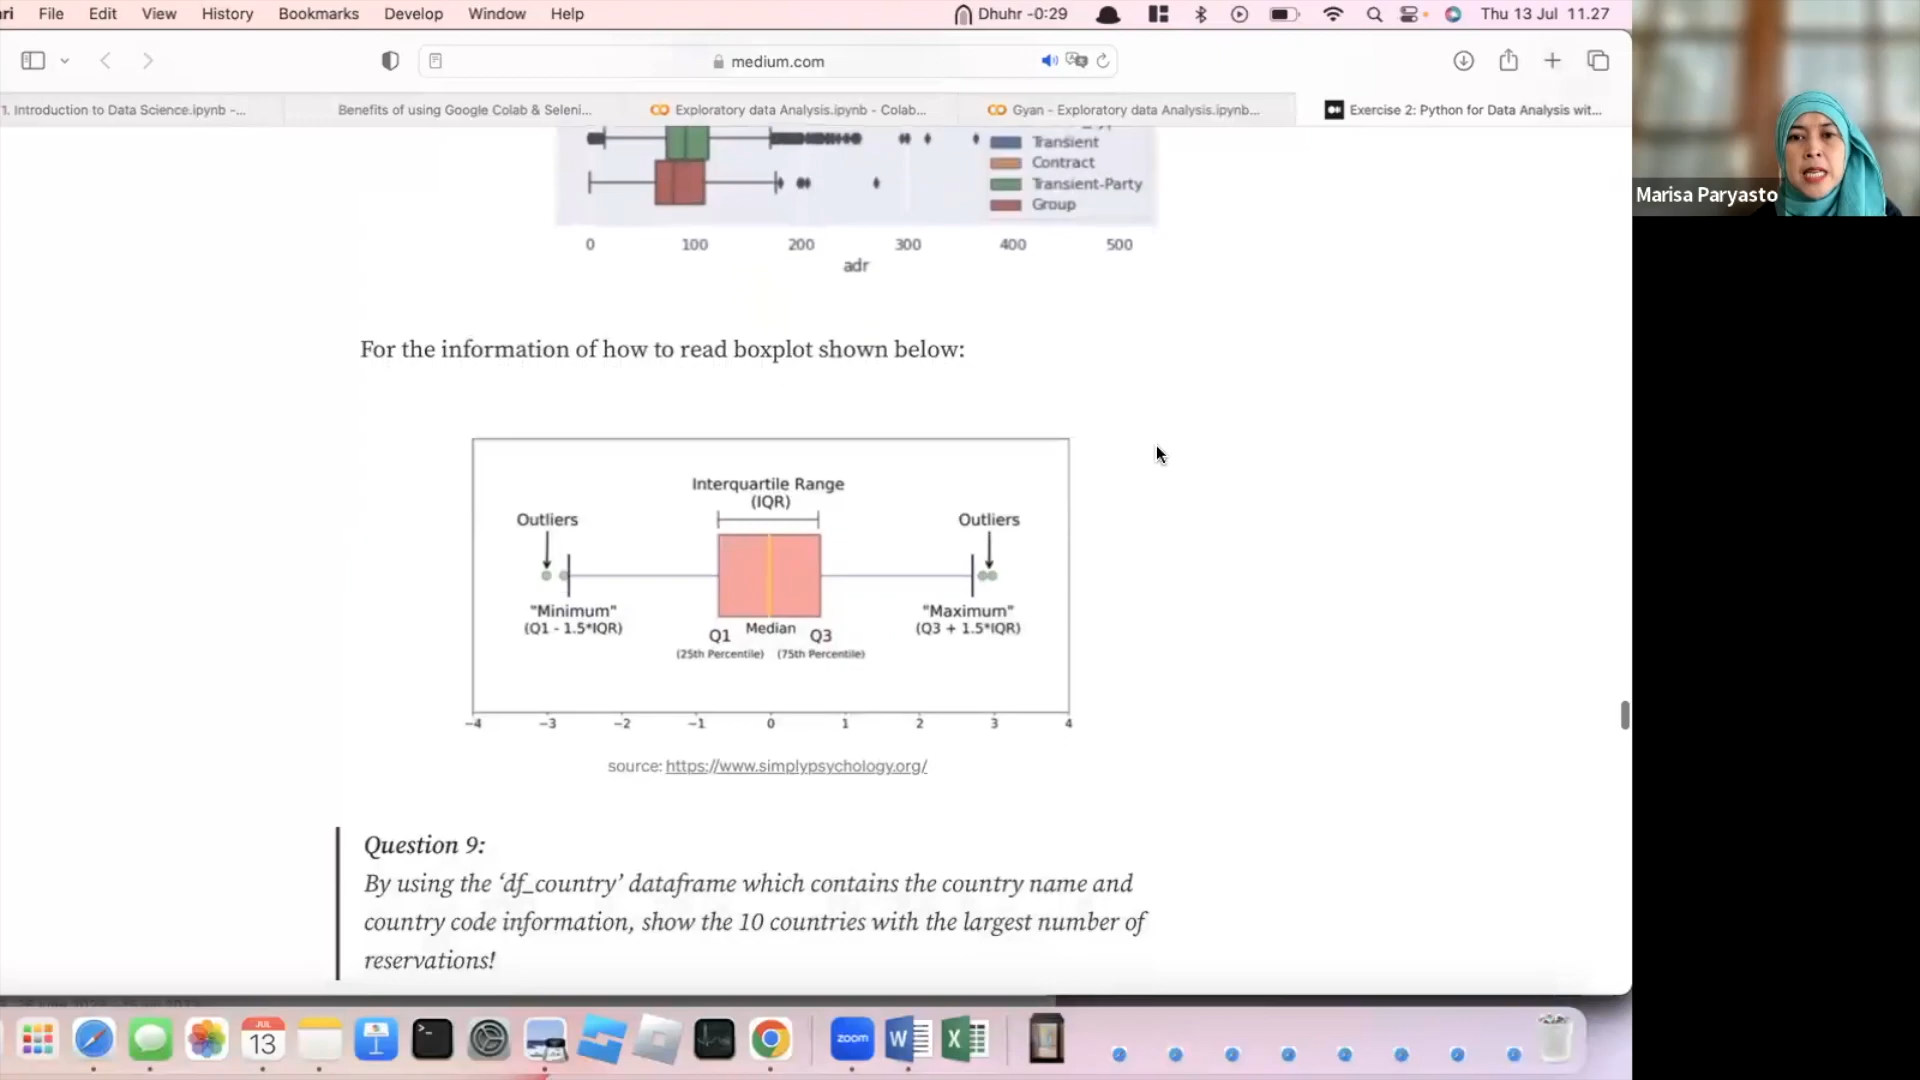 ari File Edit View History Bookmarks Develop Window Help Dhuhr -0:29 Thu 13 Jul 11.27
medium.com
1. Introduction to Data Science.ipynb -... Benefits of using Google Colab & Seleni... Exploratory data Analysis.ipynb - Colab... Gyan - Exploratory data Analysis.ipynb... Exercise 2: Python for Data Analysis wit...
Transient
Contract
Transient-Party
Group
0 100 200 300 400 500
adr
For the information of how to read boxplot shown below:
Interquartile Range
(IQR)
Outliers Outliers
"Minimum" "Maximum"
(Q1 - 1.5*IQR) (Q3 + 1.5*IQR)
Q1 Median Q3
(25th Percentile) (75th Percentile)
−4 −3 −2 −1 0 1 2 3 4
source: https://www.simplypsychology.org/
Question 9:
By using the ‘df_country’ dataframe which contains the country name and
country code information, show the 10 countries with the largest number of
reservations!
Marisa Paryasto
JUL
13
zoom